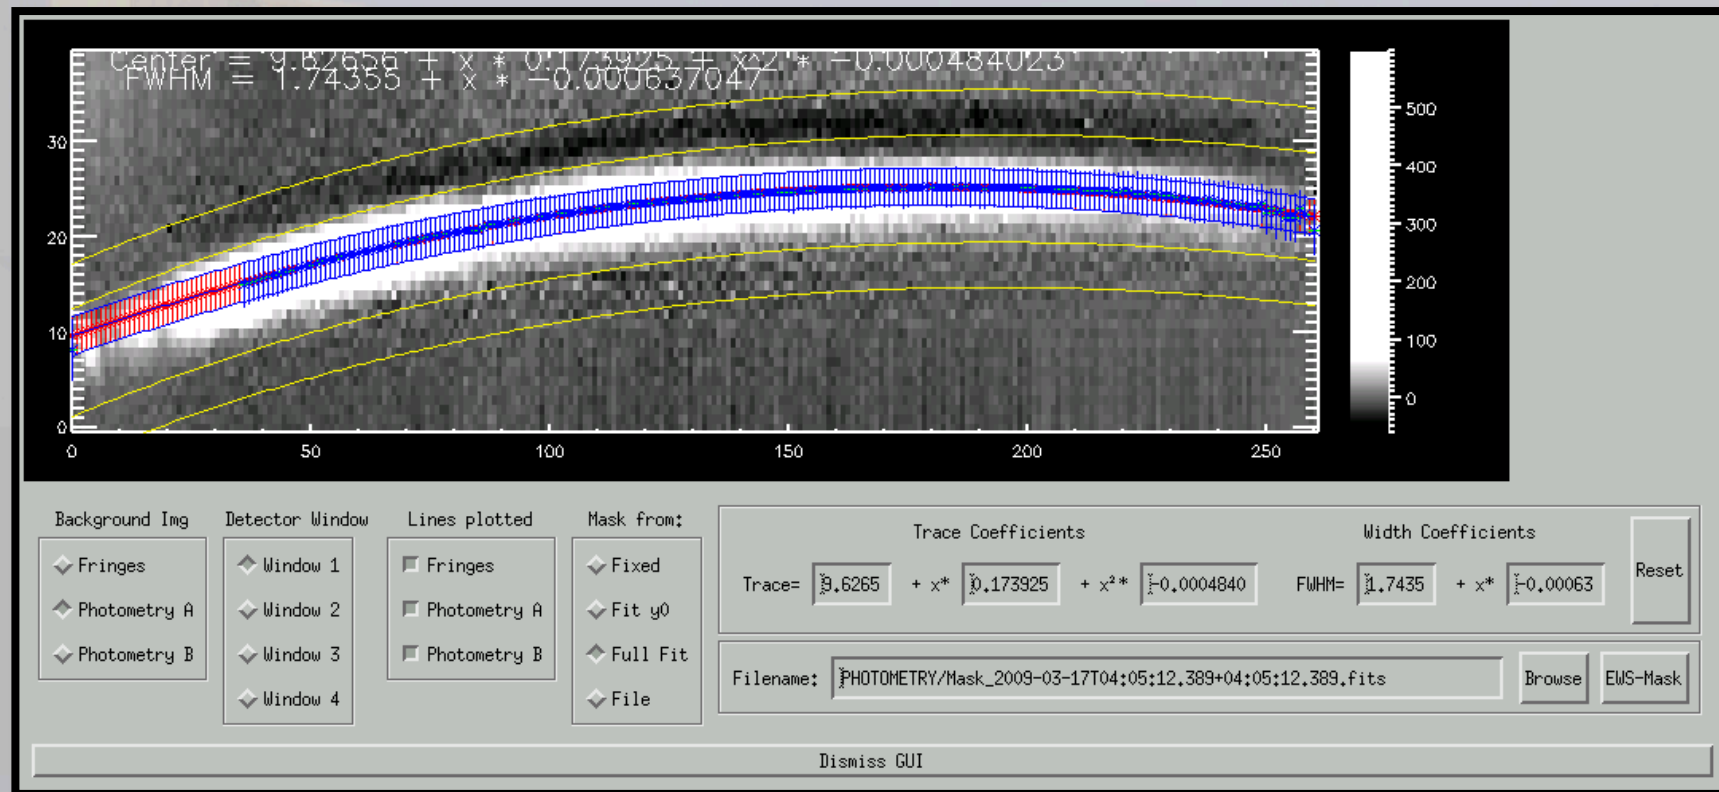 Center = 9.62656 + x * 0.173925 + x^2 * -0.000484023
FWHM = 1.74355 + x * -0.000637047
30
20
10
0
0 50 100 150 200 250
500
400
300
200
100
0
Background Img
Fringes
Photometry A
Photometry B
Detector Window
Window 1
Window 2
Window 3
Window 4
Lines plotted
Fringes
Photometry A
Photometry B
Mask from:
Fixed
Fit y0
Full Fit
File
Trace Coefficients
Trace= 9.6265 + x* 0.173925 + x²* -0.0004840
Width Coefficients
FWHM= 1.7435 + x* -0.00063
Reset
Filename: PHOTOMETRY/Mask_2009-03-17T04:05:12.389+04:05:12.389.fits
Browse
EWS-Mask
Dismiss GUI